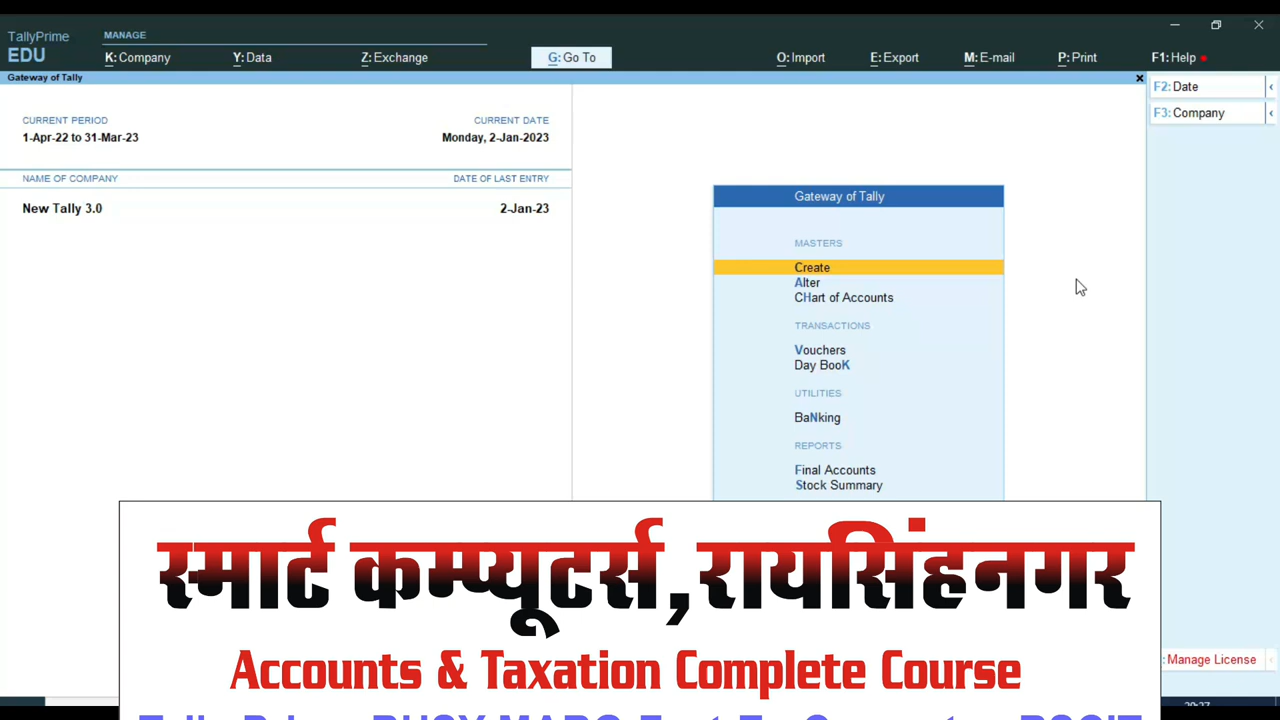 TallyPrime
EDU
MANAGE
K: Company
Y: Data
Z: Exchange
G: Go To
O: Import
E: Export
M: E-mail
P: Print
F1: Help
Gateway of Tally
F2: Date
F3: Company
CURRENT PERIOD
CURRENT DATE
1-Apr-22 to 31-Mar-23
Monday, 2-Jan-2023
NAME OF COMPANY
DATE OF LAST ENTRY
New Tally 3.0
2-Jan-23
Gateway of Tally
MASTERS
Create
Alter
CHart of Accounts
TRANSACTIONS
Vouchers
Day BooK
UTILITIES
BaNking
REPORTS
Final Accounts
Stock Summary
स्मार्ट कम्प्यूटर्स,रायसिंहनगर
Accounts & Taxation Complete Course
: Manage License